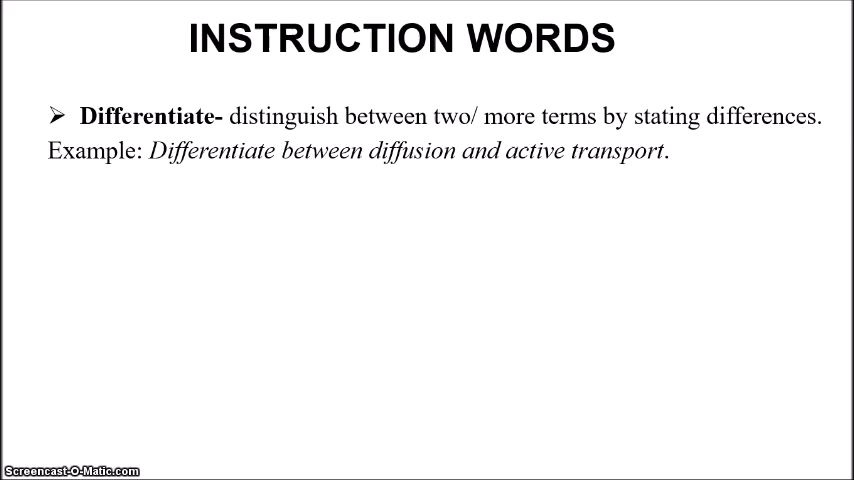 INSTRUCTION WORDS
➢ Differentiate- distinguish between two/ more terms by stating differences.
Example: Differentiate between diffusion and active transport.
Screencast-O-Matic.com